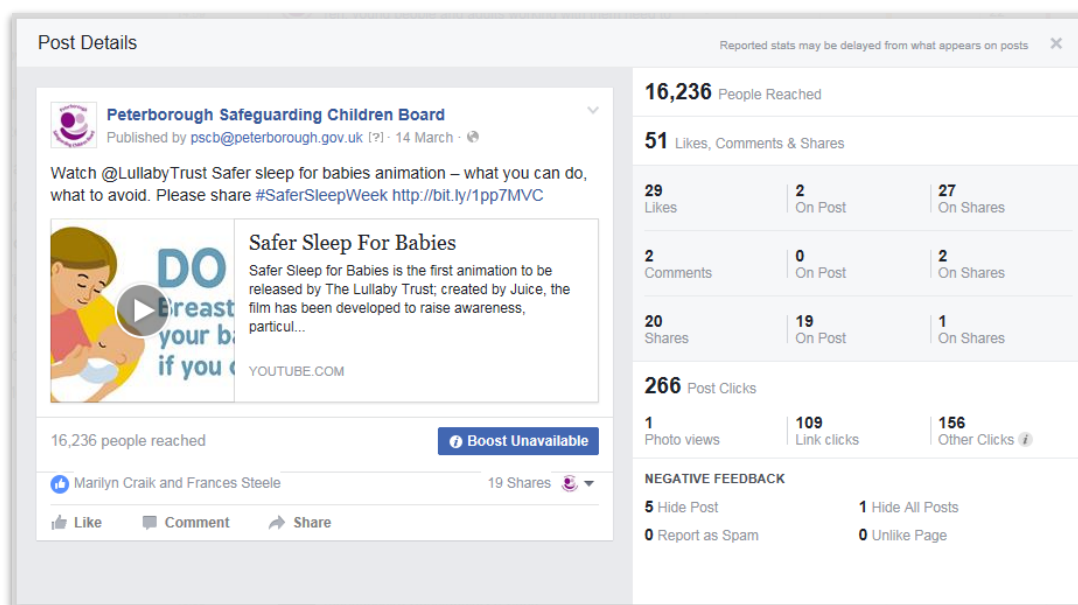 Post Details
Reported stats may be delayed from what appears on posts
Peterborough Safeguarding Children Board
Published by pscb@peterborough.gov.uk [?] · 14 March ·
Watch @LullabyTrust Safer sleep for babies animation – what you can do,
what to avoid. Please share #SaferSleepWeek http://bit.ly/1pp7MVC
DO
Breast
your ba
if you
Safer Sleep For Babies
Safer Sleep for Babies is the first animation to be
released by The Lullaby Trust; created by Juice, the
film has been developed to raise awareness,
particul...
YOUTUBE.COM
16,236 people reached
Boost Unavailable
Marilyn Craik and Frances Steele
19 Shares
Like Comment Share
16,236 People Reached
51 Likes, Comments & Shares
29 2 27
Likes On Post On Shares
2 0 2
Comments On Post On Shares
20 19 1
Shares On Post On Shares
266 Post Clicks
1 109 156
Photo views Link clicks Other Clicks i
NEGATIVE FEEDBACK
5 Hide Post 1 Hide All Posts
0 Report as Spam 0 Unlike Page